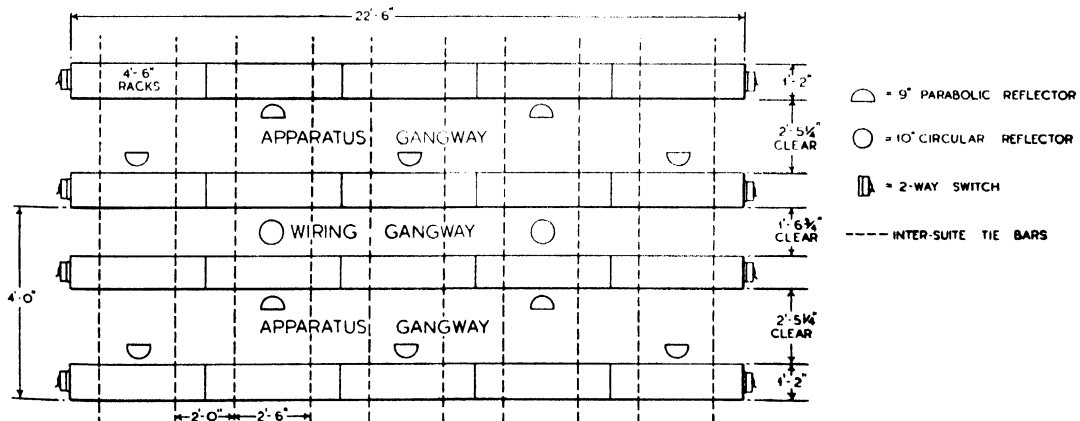 22'-6"
4'-6"
RACKS
1'-2"
APPARATUS GANGWAY
2'-5¼"
CLEAR
WIRING GANGWAY
1'-6¾"
CLEAR
4'-0"
APPARATUS GANGWAY
2'-5¼"
CLEAR
1'-2"
2'-0"
2'-6"
= 9" PARABOLIC REFLECTOR
= 10" CIRCULAR REFLECTOR
= 2-WAY SWITCH
INTER-SUITE TIE BARS